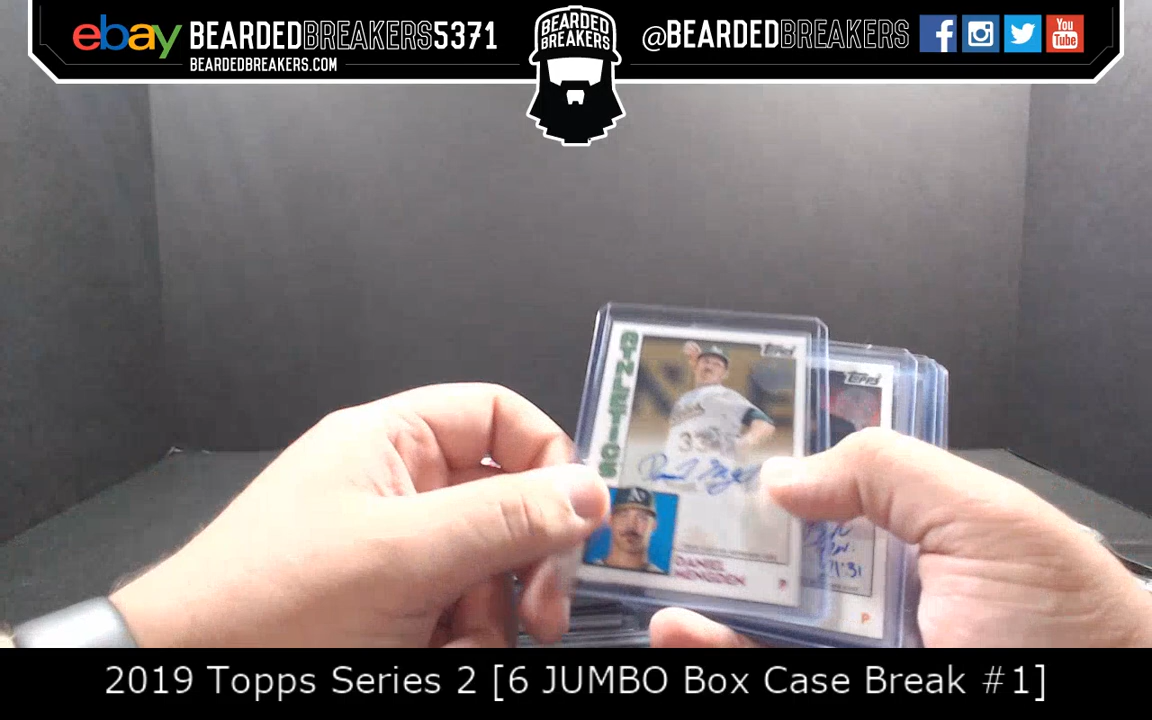 ebay BEARDEDBREAKERS5371
BEARDEDBREAKERS.COM
BEARDED
BREAKERS
@BEARDEDBREAKERS
You
Tube
ATHLETICS
Topps
33
DANIEL
MENGDEN
P
Topps
P
2019 Topps Series 2 [6 JUMBO Box Case Break #1]